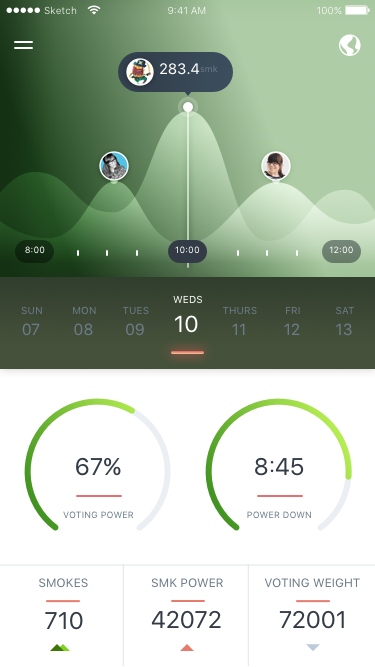 Sketch 9:41 AM 100%
283.4smk
8:00 10:00 12:00
SUN MON TUES WEDS THURS FRI SAT
07 08 09 10 11 12 13
67% 8:45
VOTING POWER POWER DOWN
SMOKES SMK POWER VOTING WEIGHT
710 42072 72001